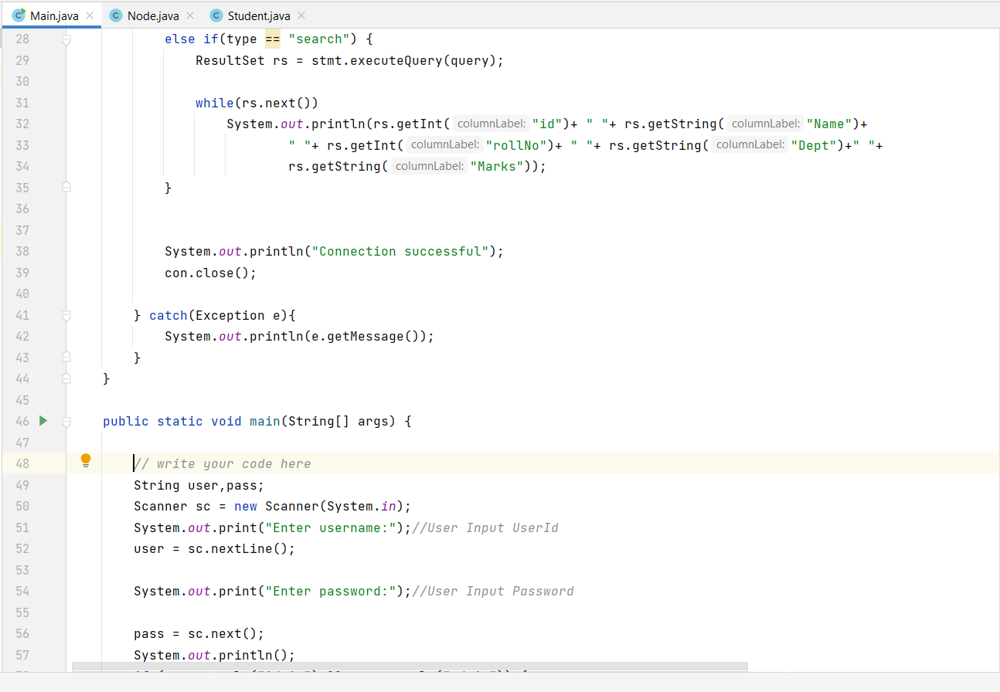 Main.java Node.java Student.java
28 else if(type == "search") {
29 ResultSet rs = stmt.executeQuery(query);
30
31 while(rs.next())
32 System.out.println(rs.getInt( columnLabel: "id")+ " "+ rs.getString( columnLabel: "Name")+
33 " "+ rs.getInt( columnLabel: "rollNo")+ " "+ rs.getString( columnLabel: "Dept")+" "+
34 rs.getString( columnLabel: "Marks"));
35 }
36
37
38 System.out.println("Connection successful");
39 con.close();
40
41 } catch(Exception e){
42 System.out.println(e.getMessage());
43 }
44 }
45
46 public static void main(String[] args) {
47
48 // write your code here
49 String user,pass;
50 Scanner sc = new Scanner(System.in);
51 System.out.print("Enter username:");//User Input UserId
52 user = sc.nextLine();
53
54 System.out.print("Enter password:");//User Input Password
55
56 pass = sc.next();
57 System.out.println();